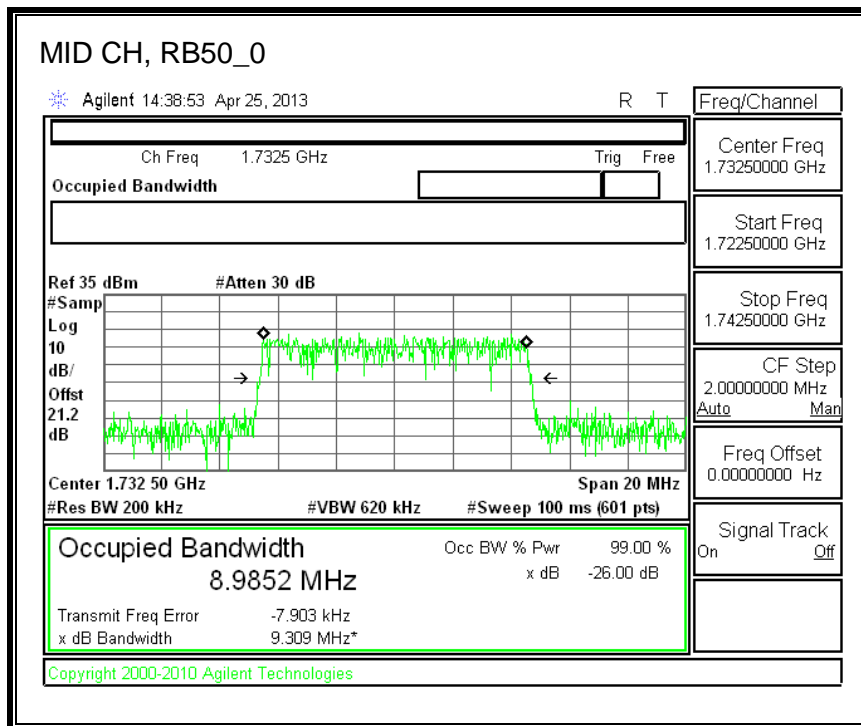 MID CH, RB50_0
Agilent 14:38:53 Apr 25, 2013 R T
Freq/Channel
Ch Freq 1.7325 GHz Trig Free
Occupied Bandwidth
Center Freq
1.73250000 GHz
Start Freq
1.72250000 GHz
Stop Freq
1.74250000 GHz
CF Step
2.00000000 MHz
Auto Man
Freq Offset
0.00000000 Hz
Signal Track
On Off
Ref 35 dBm #Atten 30 dB
#Samp
Log
10
dB/
Offst
21.2
dB
Center 1.732 50 GHz Span 20 MHz
#Res BW 200 kHz #VBW 620 kHz #Sweep 100 ms (601 pts)
Occupied Bandwidth Occ BW % Pwr 99.00 %
8.9852 MHz x dB -26.00 dB
Transmit Freq Error -7.903 kHz
x dB Bandwidth 9.309 MHz*
Copyright 2000-2010 Agilent Technologies